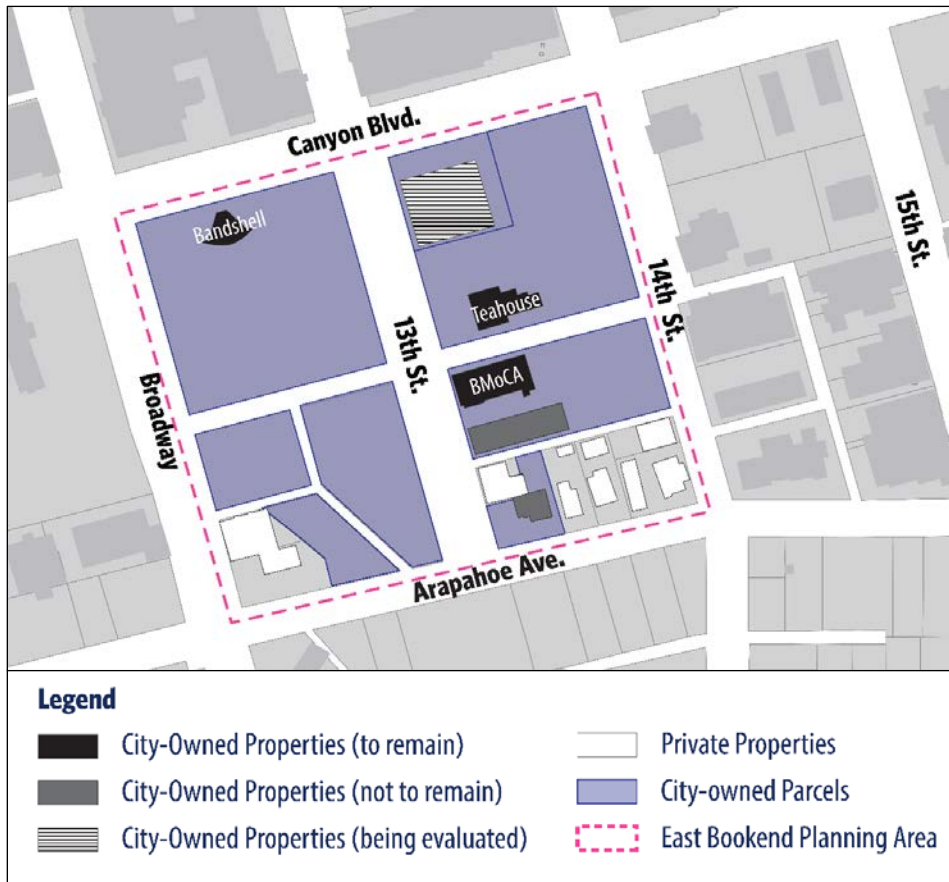 Canyon Blvd.
Bandshell
15th St.
Teahouse
14th St.
13th St.
BMoCA
Broadway
Arapahoe Ave.
Legend
City-Owned Properties (to remain)
Private Properties
City-Owned Properties (not to remain)
City-owned Parcels
City-Owned Properties (being evaluated)
East Bookend Planning Area